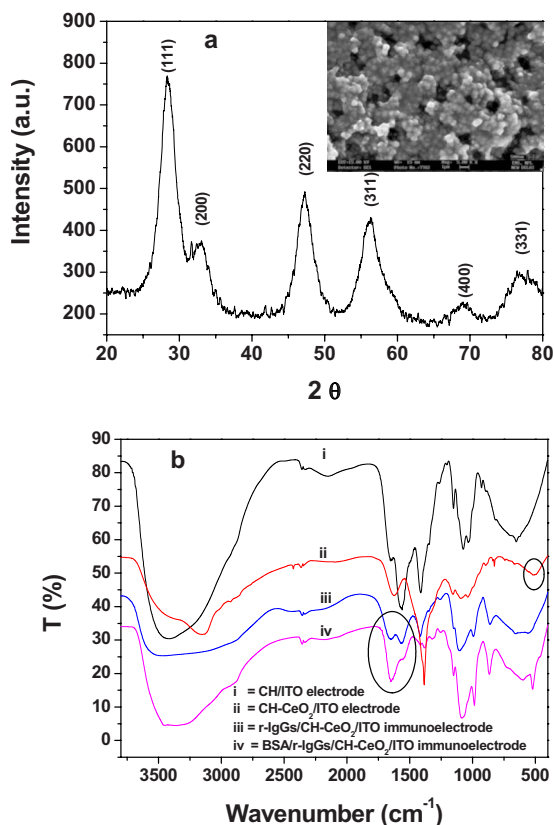 a
Intensity (a.u.)
900
800
700
600
500
400
300
200
(111)
(200)
(220)
(311)
(400)
(331)
20 30 40 50 60 70 80
2 θ
b
T (%)
90
80
70
60
50
40
30
20
10
0
i
ii
iii
iv
i = CH/ITO electrode
ii = CH-CeO₂/ITO electrode
iii = r-IgGs/CH-CeO₂/ITO immunoelectrode
iv = BSA/r-IgGs/CH-CeO₂/ITO immunoelectrode
3500 3000 2500 2000 1500 1000 500
Wavenumber (cm⁻¹)